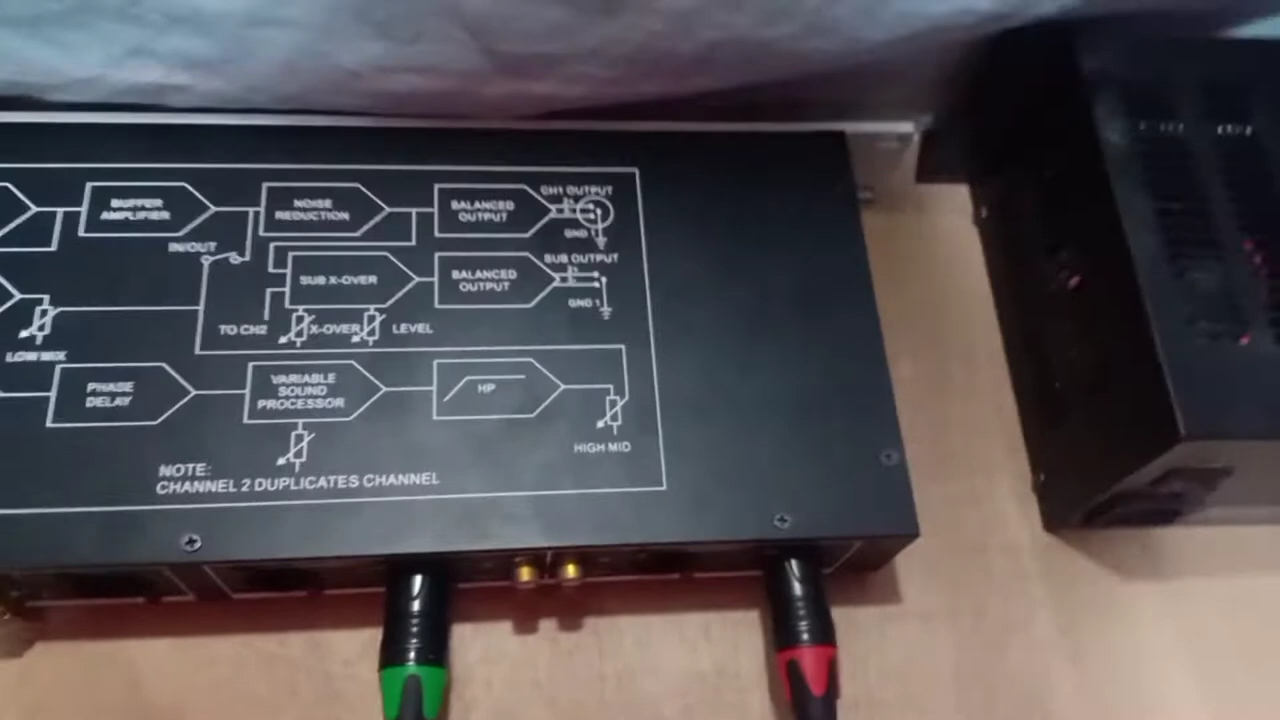 BUFFER
AMPLIFIER
NOISE
REDUCTION
BALANCED
OUTPUT
CH1 OUTPUT
GND 1
IN/OUT
SUB X-OVER
BALANCED
OUTPUT
SUB OUTPUT
GND 1
TO CH2
X-OVER
LEVEL
LOW MIX
PHASE
DELAY
VARIABLE
SOUND
PROCESSOR
HP
HIGH MID
NOTE:
CHANNEL 2 DUPLICATES CHANNEL